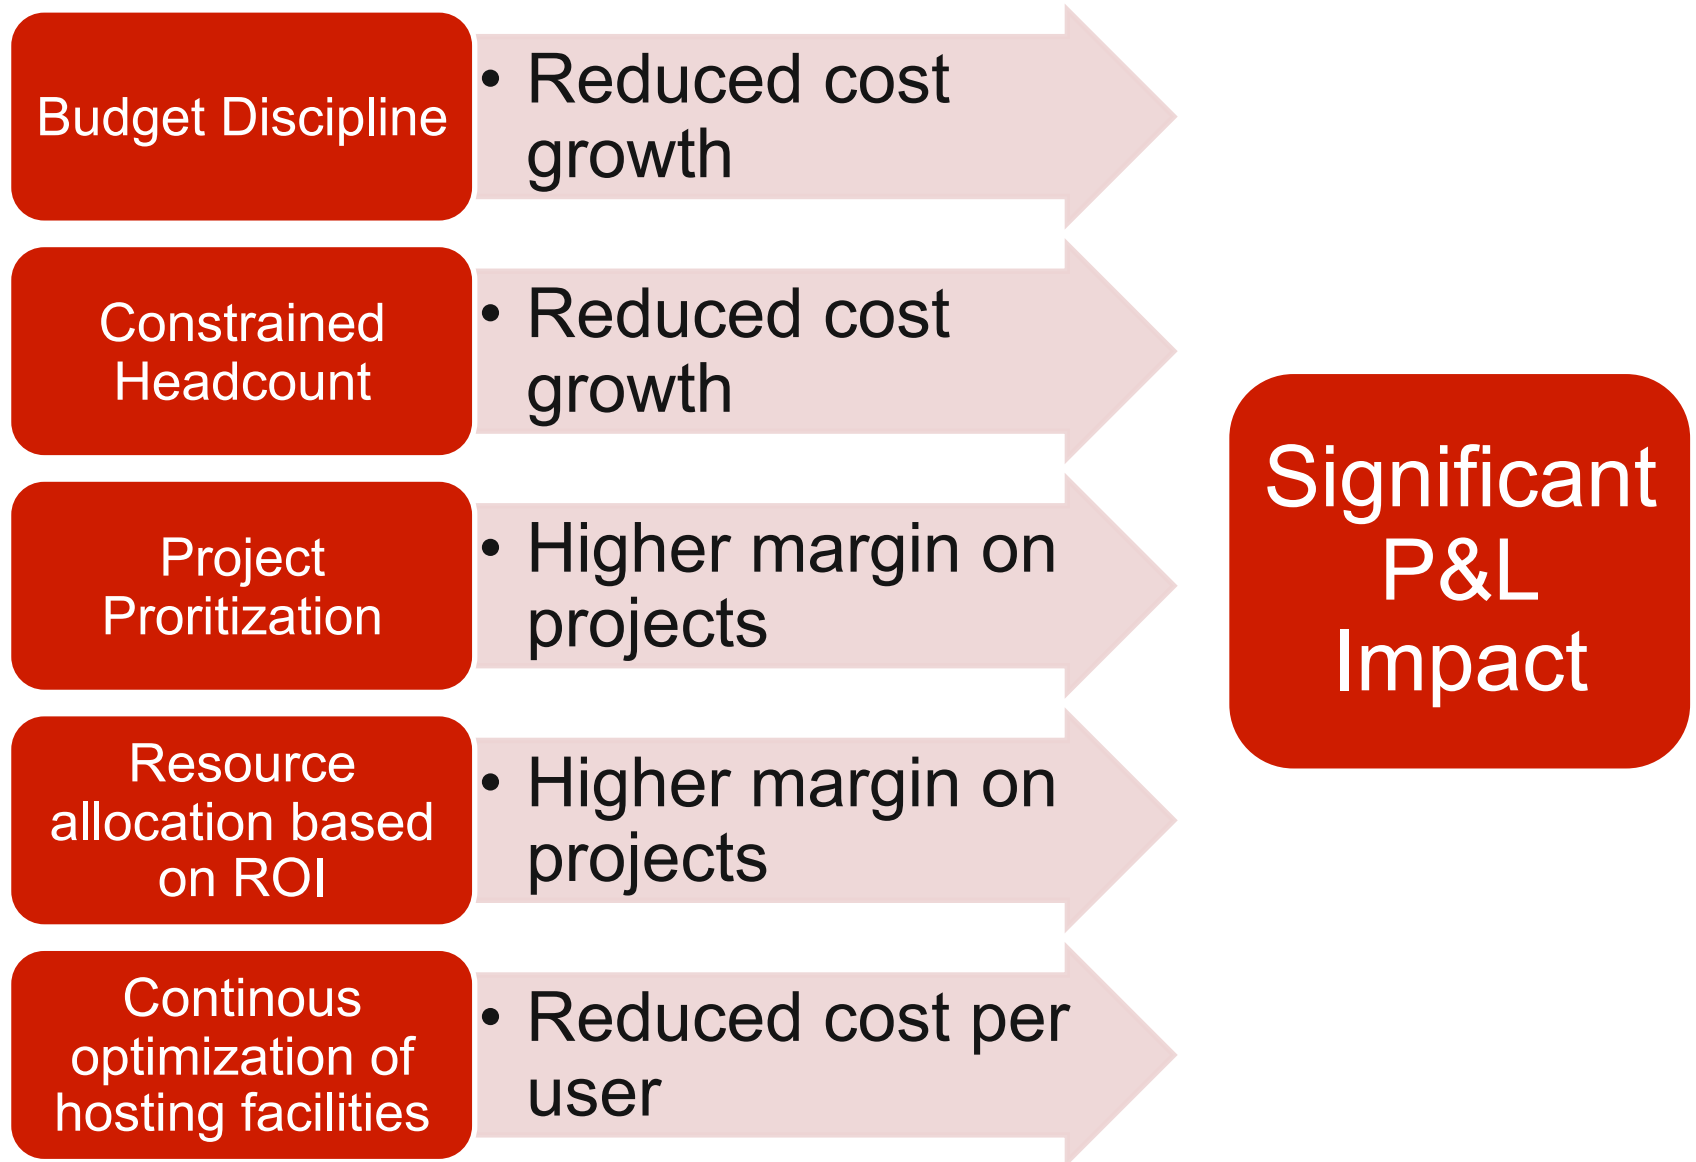 Budget Discipline
• Reduced cost
growth
Constrained
Headcount
• Reduced cost
growth
Project
Proritization
• Higher margin on
projects
Resource
allocation based
on ROI
• Higher margin on
projects
Continous
optimization of
hosting facilities
• Reduced cost per
user
Significant
P&L
Impact